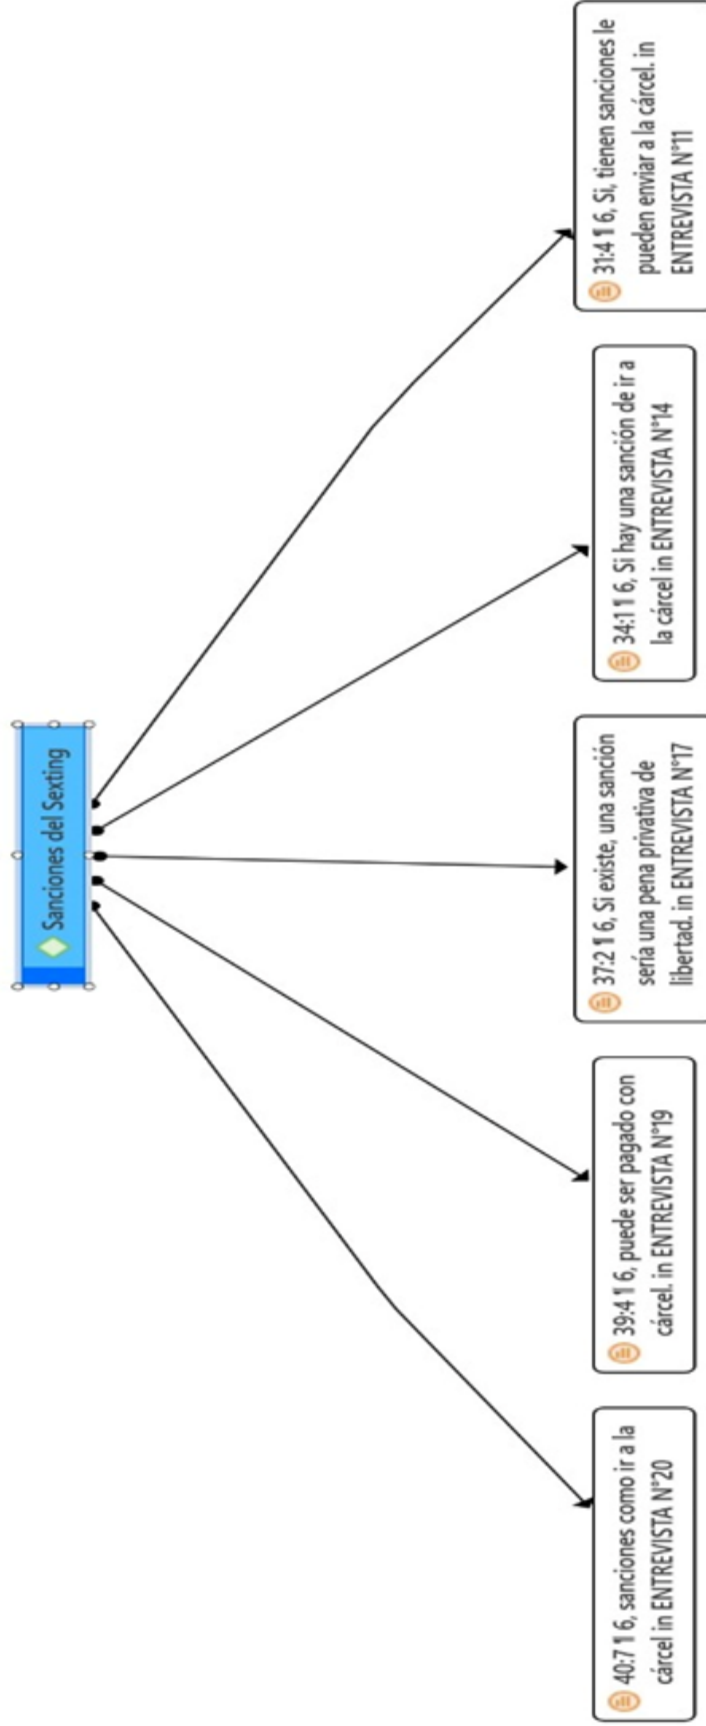 Sanciones del Sexting
40:7 ¶ 6, sanciones como ir a la
cárcel in ENTREVISTA N°20
39:4 ¶ 6, puede ser pagado con
cárcel. in ENTREVISTA N°19
37:2 ¶ 6, Si existe, una sanción
sería una pena privativa de
libertad. in ENTREVISTA N°17
34:1 ¶ 6, Si hay una sanción de ir a
la cárcel in ENTREVISTA N°14
31:4 ¶ 6, Si, tienen sanciones le
pueden enviar a la cárcel. in
ENTREVISTA N°11